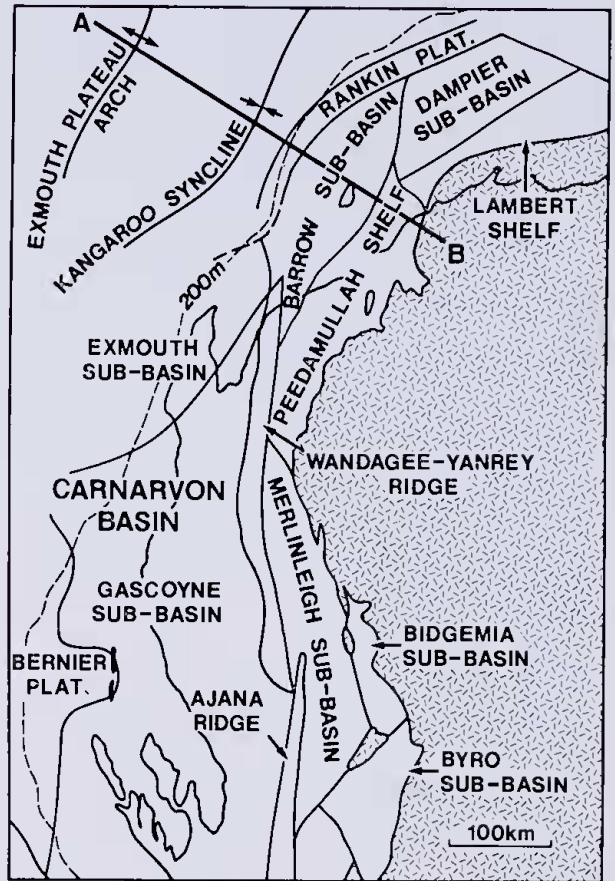 A
EXMOUTH PLATEAU
ARCH
KANGAROO SYNCLINE
RANKIN PLAT.
DAMPIER
SUB-BASIN
BARROW
SUB-BASIN
LAMBERT
SHELF
B
200m
PEEDAMULLAH
SHELF
EXMOUTH
SUB-BASIN
WANDAGEE-YANREY
RIDGE
CARNARVON
BASIN
MERLINLEIGH SUB-BASIN
GASCOYNE
SUB-BASIN
BIDGEMIA
SUB-BASIN
BERNIER
PLAT.
AJANA
RIDGE
BYRO
SUB-BASIN
100km